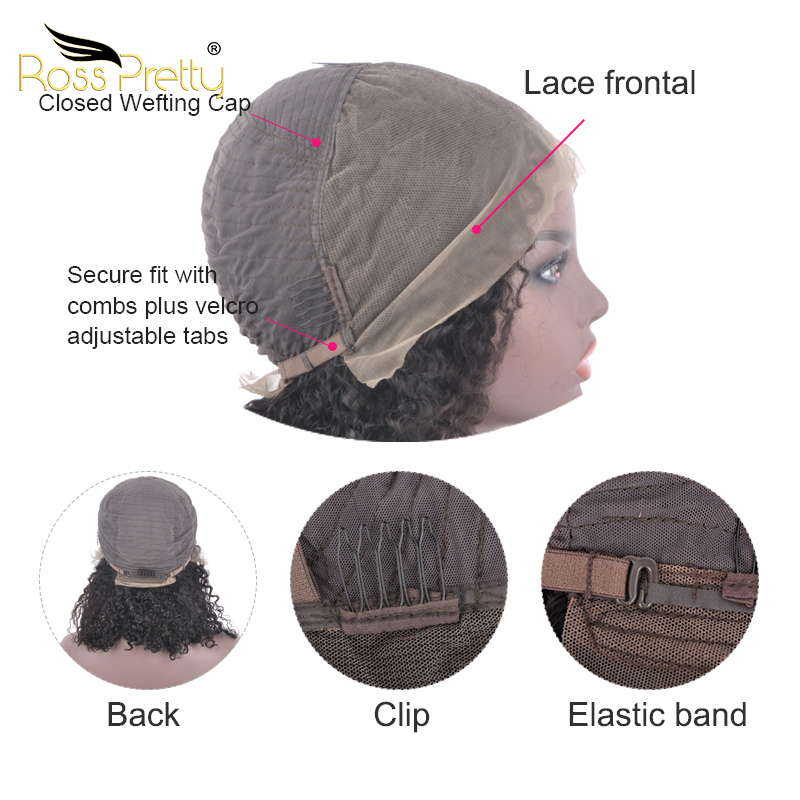 Ross Pretty®
Closed Wefting Cap
Lace frontal
Secure fit with
combs plus velcro
adjustable tabs
Back
Clip
Elastic band